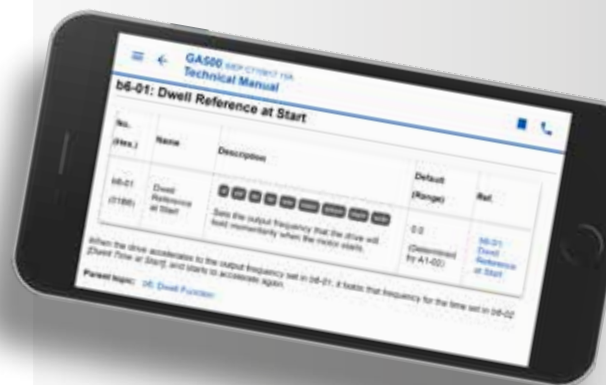 GA500
Technical Manual
b6-01: Dwell Reference at Start
No.
(Hex.)
Name
Description
Default
(Range)
Ref.
b6-01
Dwell
Reference
at Start
Sets the output frequency that the drive will
hold momentarily when the motor starts.
0.0
(Determined
by A1-02)
b6-01
Dwell
Reference
at Start
When the drive accelerates to the output frequency set in b6-01, it holds that frequency for the time set in b6-02
[Dwell Time at Start], and starts to accelerate again.
Parent topic: b6: Dwell Function